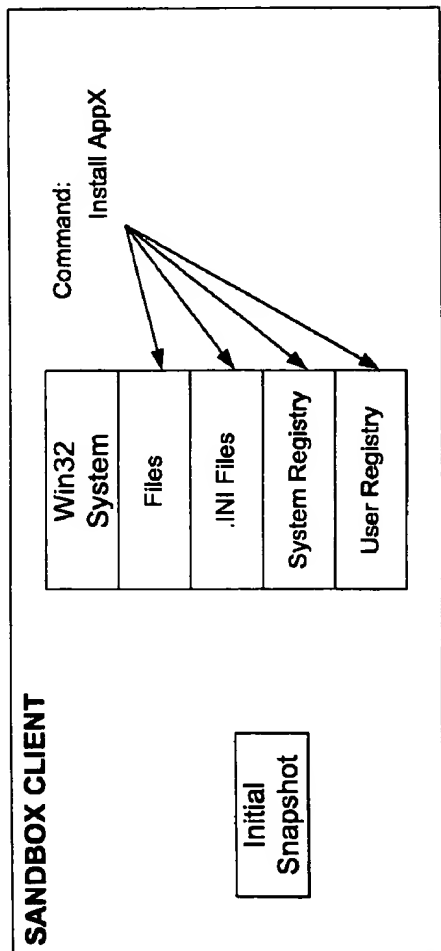 SANDBOX CLIENT
Initial
Snapshot
Win32
System
Files
.INI Files
System Registry
User Registry
Command:
Install AppX